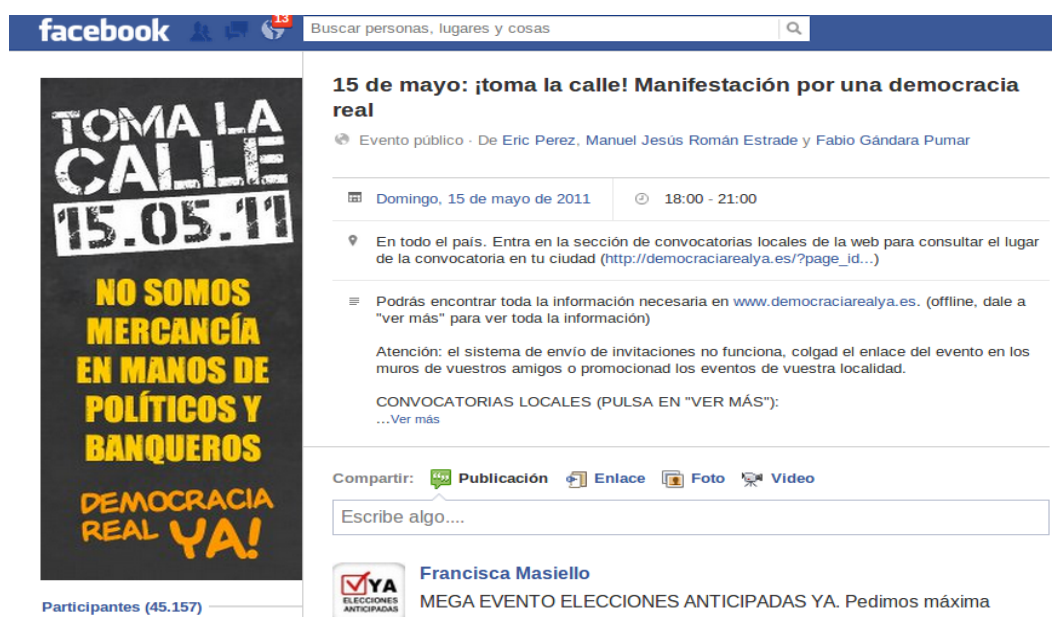 facebook
13
Buscar personas, lugares y cosas
TOMA LA
CALLE
15.05.11
NO SOMOS
MERCANCÍA
EN MANOS DE
POLÍTICOS Y
BANQUEROS
DEMOCRACIA
REAL YA!
Participantes (45.157)
15 de mayo: ¡toma la calle! Manifestación por una democracia
real
Evento público · De Eric Perez, Manuel Jesús Román Estrade y Fabio Gándara Pumar
Domingo, 15 de mayo de 2011
18:00 - 21:00
En todo el país. Entra en la sección de convocatorias locales de la web para consultar el lugar
de la convocatoria en tu ciudad (http://democraciarealya.es/?page_id...)
Podrás encontrar toda la información necesaria en www.democraciarealya.es. (offline, dale a
"ver más" para ver toda la información)
Atención: el sistema de envío de invitaciones no funciona, colgad el enlace del evento en los
muros de vuestros amigos o promocionad los eventos de vuestra localidad.
CONVOCATORIAS LOCALES (PULSA EN "VER MÁS"):
...Ver más
Compartir: Publicación Enlace Foto Video
Escribe algo....
YA
ELECCIONES
ANTICIPADAS
Francisca Masiello
MEGA EVENTO ELECCIONES ANTICIPADAS YA. Pedimos máxima